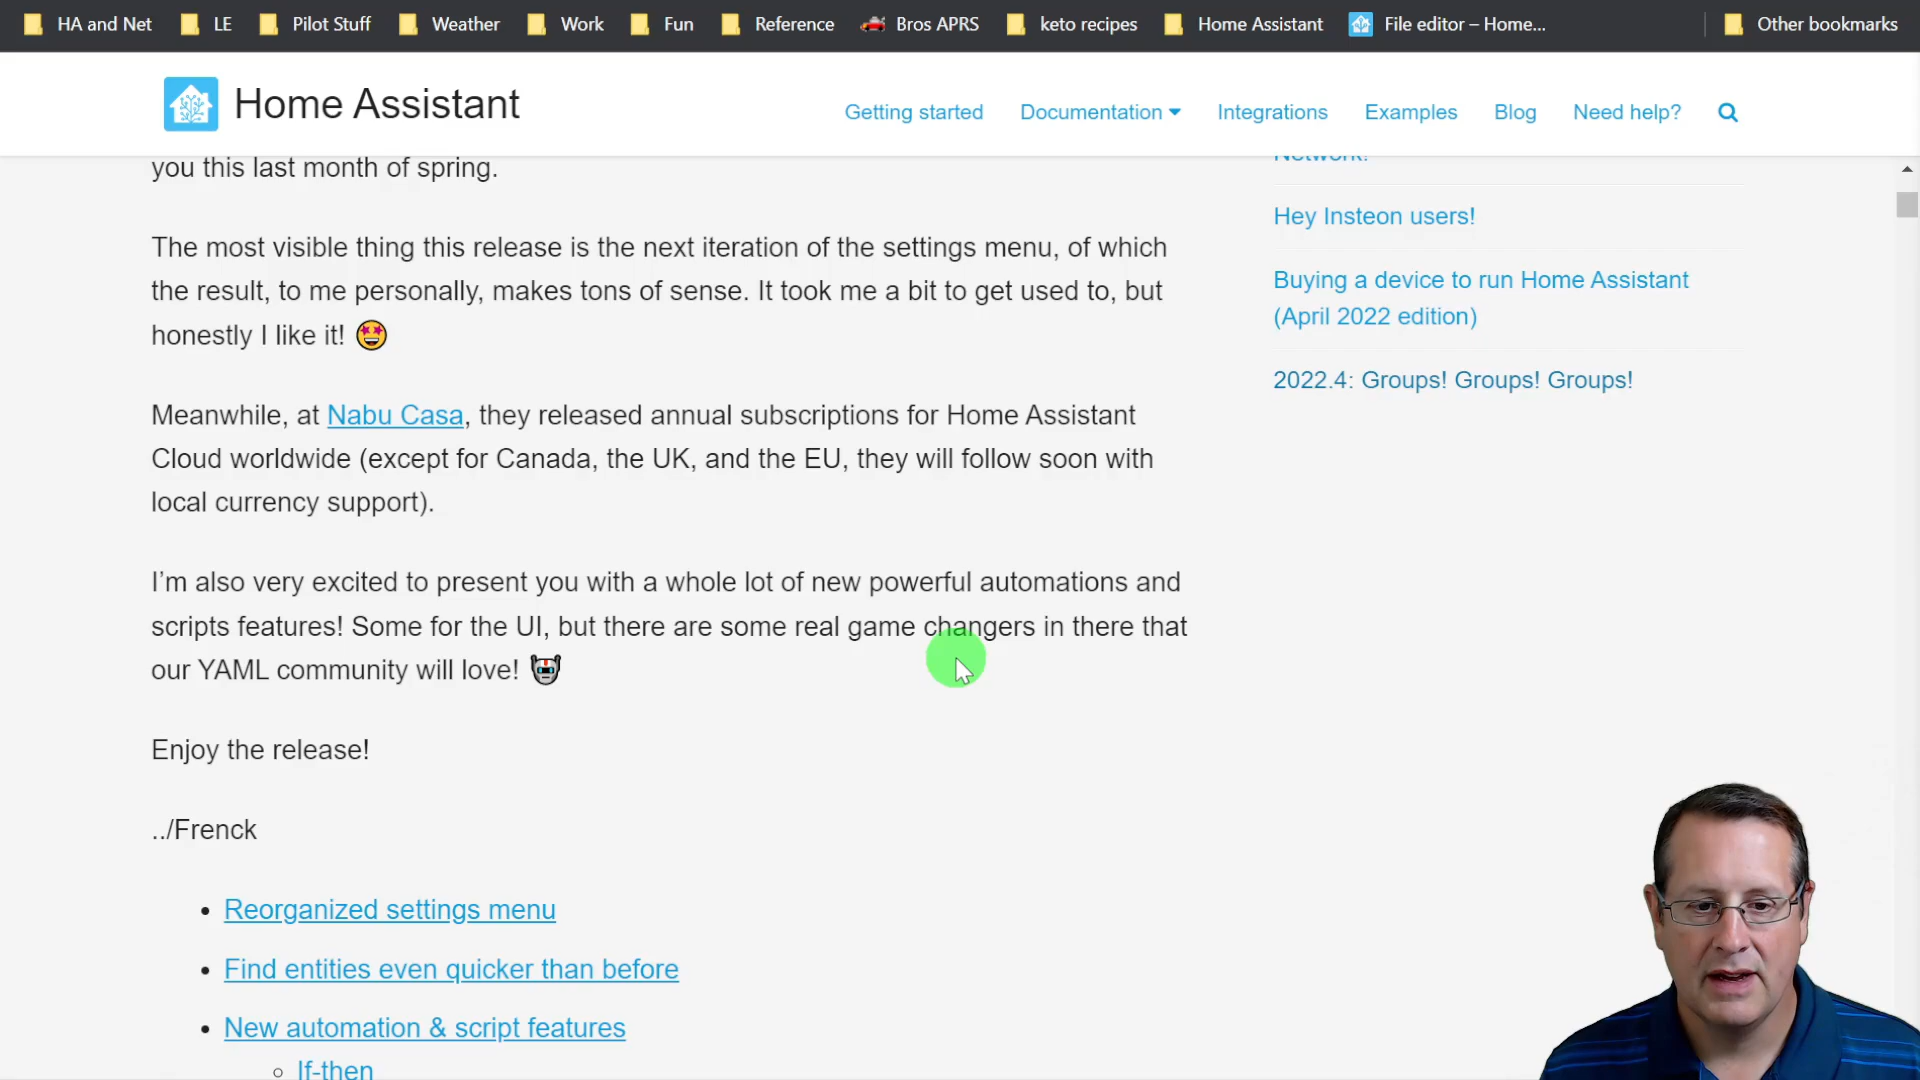 HA and Net LE Pilot Stuff Weather Work Fun Reference Bros APRS keto recipes Home Assistant File editor – Home... Other bookmarks
Home Assistant
Getting started Documentation Integrations Examples Blog Need help?
you this last month of spring.
The most visible thing this release is the next iteration of the settings menu, of which
the result, to me personally, makes tons of sense. It took me a bit to get used to, but
honestly I like it!
Meanwhile, at Nabu Casa, they released annual subscriptions for Home Assistant
Cloud worldwide (except for Canada, the UK, and the EU, they will follow soon with
local currency support).
I'm also very excited to present you with a whole lot of new powerful automations and
scripts features! Some for the UI, but there are some real game changers in there that
our YAML community will love!
Enjoy the release!
../Frenck
• Reorganized settings menu
• Find entities even quicker than before
• New automation & script features
○ If-then
Network!
Hey Insteon users!
Buying a device to run Home Assistant
(April 2022 edition)
2022.4: Groups! Groups! Groups!